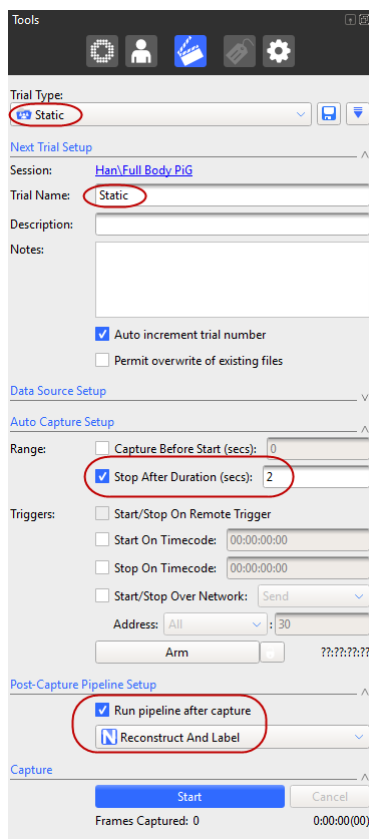 Tools
Trial Type:
Static
Next Trial Setup
Session: Han\Full Body PiG
Trial Name: Static
Description:
Notes:
Auto increment trial number
Permit overwrite of existing files
Data Source Setup
Auto Capture Setup
Range: Capture Before Start (secs): 0
Stop After Duration (secs): 2
Triggers: Start/Stop On Remote Trigger
Start On Timecode: 00:00:00:00
Stop On Timecode: 00:00:00:00
Start/Stop Over Network: Send
Address: All : 30
Arm ??:??:??:??
Post-Capture Pipeline Setup
Run pipeline after capture
N Reconstruct And Label
Capture
Start Cancel
Frames Captured: 0 0:00:00(00)